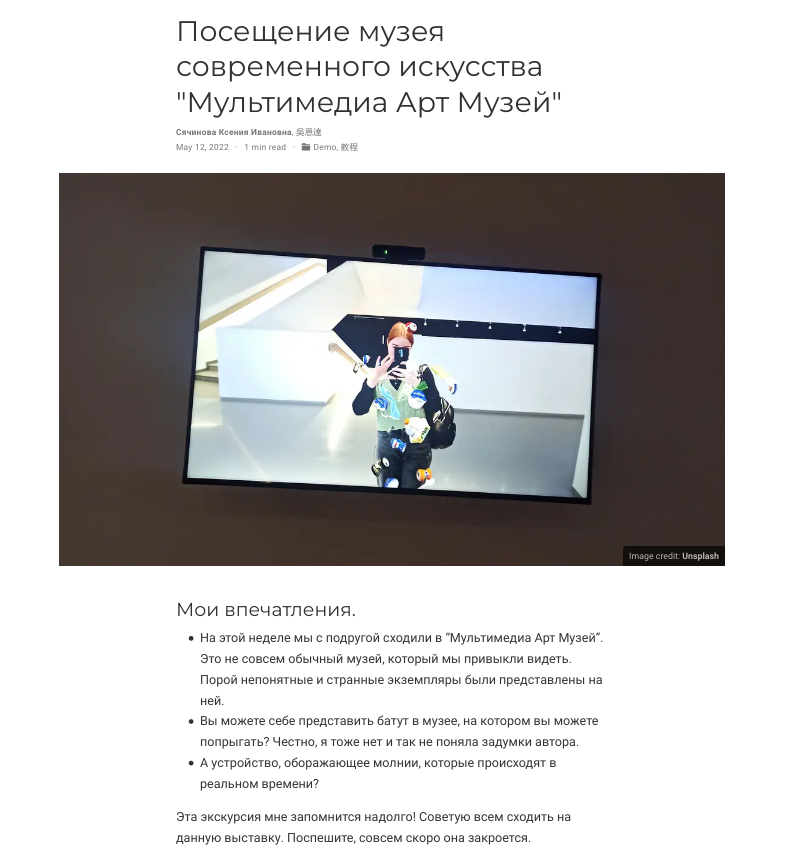 Посещение музея
современного искусства
"Мультимедиа Арт Музей"
Сячинова Ксения Ивановна, 吳恩達
May 12, 2022 · 1 min read · Demo, 教程
Image credit: Unsplash
Мои впечатления.
• На этой неделе мы с подругой сходили в “Мультимедиа Арт Музей”.
Это не совсем обычный музей, который мы привыкли видеть.
Порой непонятные и странные экземпляры были представлены на
ней.
• Вы можете себе представить батут в музее, на котором вы можете
попрыгать? Честно, я тоже нет и так не поняла задумки автора.
• А устройство, оборажающее молнии, которые происходят в
реальном времени?
Эта экскурсия мне запомнится надолго! Советую всем сходить на
данную выставку. Поспешите, совсем скоро она закроется.